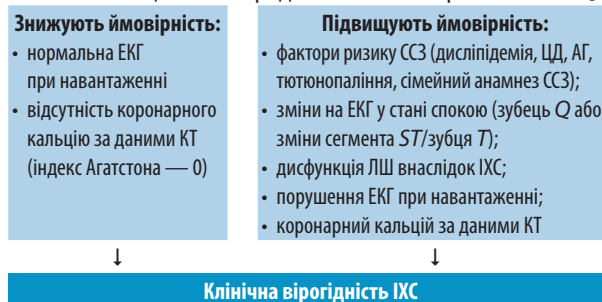 Знижують ймовірність:
• нормальна ЕКГ
при навантаженні
• відсутність коронарного
кальцію за даними КТ
(індекс Агатстона — 0)
Підвищують ймовірність:
• фактори ризику ССЗ (дисліпідемія, ЦД, АГ,
тютюнопаління, сімейний анамнез ССЗ);
• зміни на ЕКГ у стані спокою (зубець Q або
зміни сегмента ST/зубця T);
• дисфункція ЛШ внаслідок ІХС;
• порушення ЕКГ при навантаженні;
• коронарний кальцій за даними КТ
↓ ↓
Клінічна вірогідність ІХС